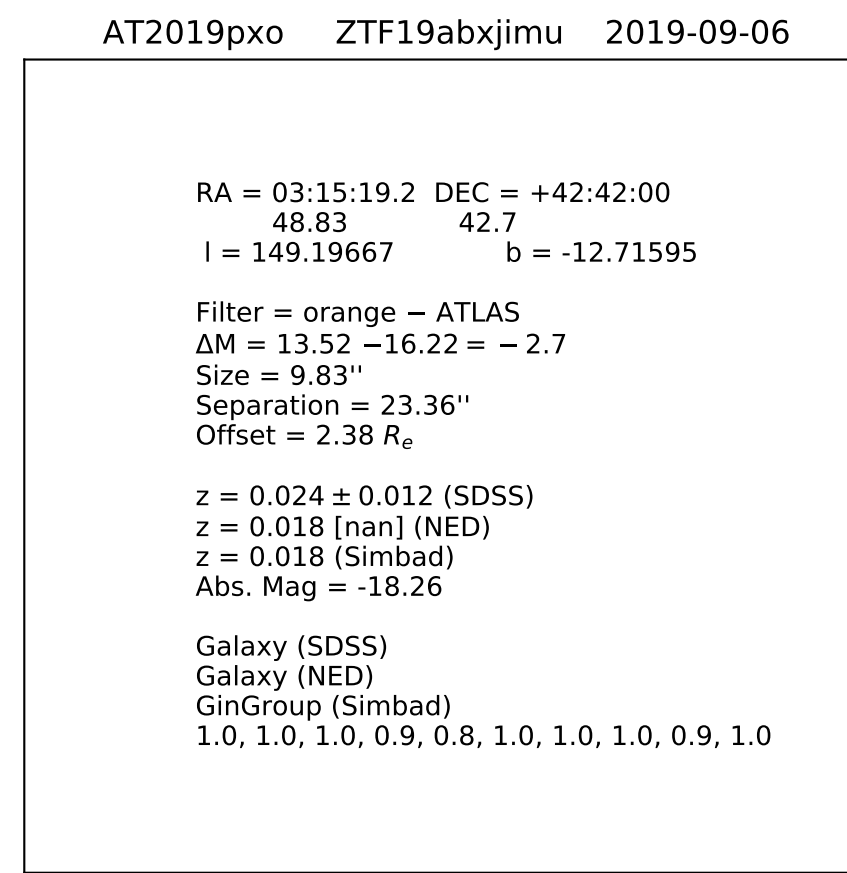 AT2019pxo ZTF19abxjimu 2019-09-06
RA = 03:15:19.2 DEC = +42:42:00
48.83 42.7
l = 149.19667 b = -12.71595
Filter = orange − ATLAS
ΔM = 13.52 −16.22 = − 2.7
Size = 9.83''
Separation = 23.36''
Offset = 2.38 Rₑ
z = 0.024 ± 0.012 (SDSS)
z = 0.018 [nan] (NED)
z = 0.018 (Simbad)
Abs. Mag = -18.26
Galaxy (SDSS)
Galaxy (NED)
GinGroup (Simbad)
1.0, 1.0, 1.0, 0.9, 0.8, 1.0, 1.0, 1.0, 0.9, 1.0